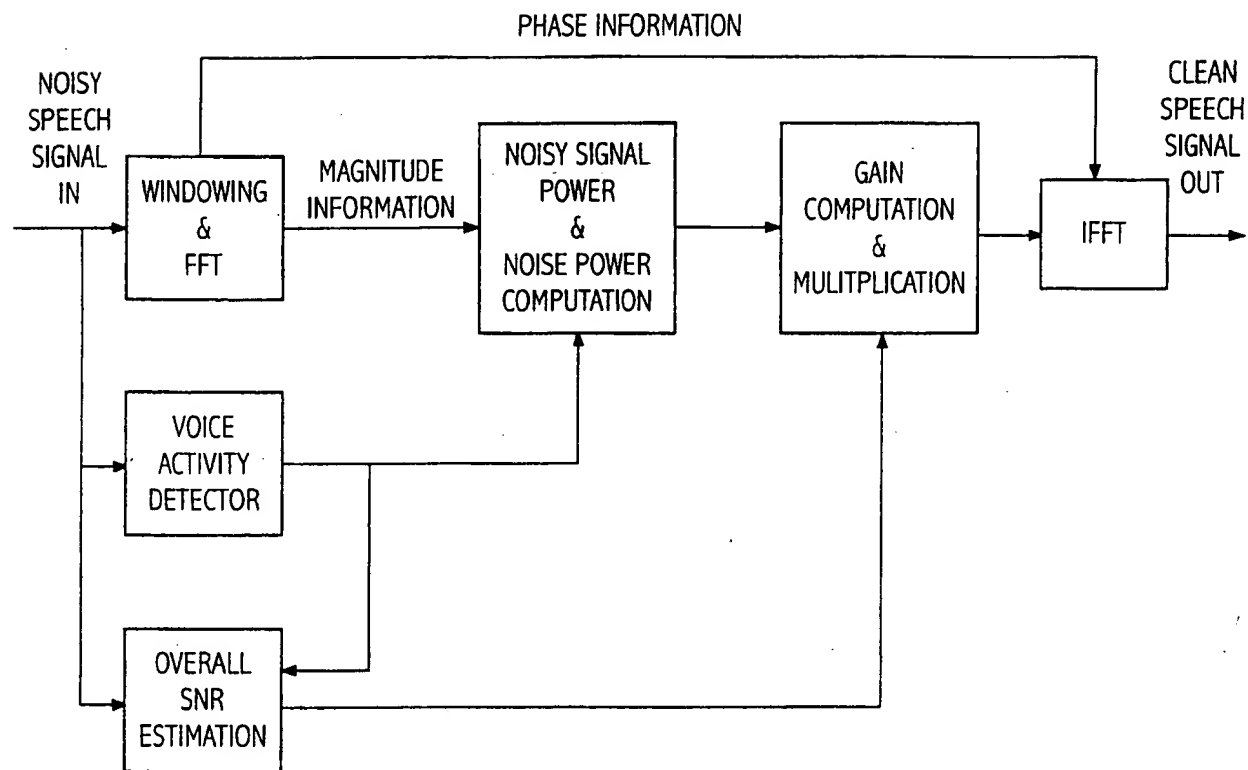 PHASE INFORMATION
NOISY
SPEECH
SIGNAL
IN
WINDOWING
&
FFT
MAGNITUDE
INFORMATION
NOISY SIGNAL
POWER
&
NOISE POWER
COMPUTATION
GAIN
COMPUTATION
&
MULITPLICATION
IFFT
CLEAN
SPEECH
SIGNAL
OUT
VOICE
ACTIVITY
DETECTOR
OVERALL
SNR
ESTIMATION